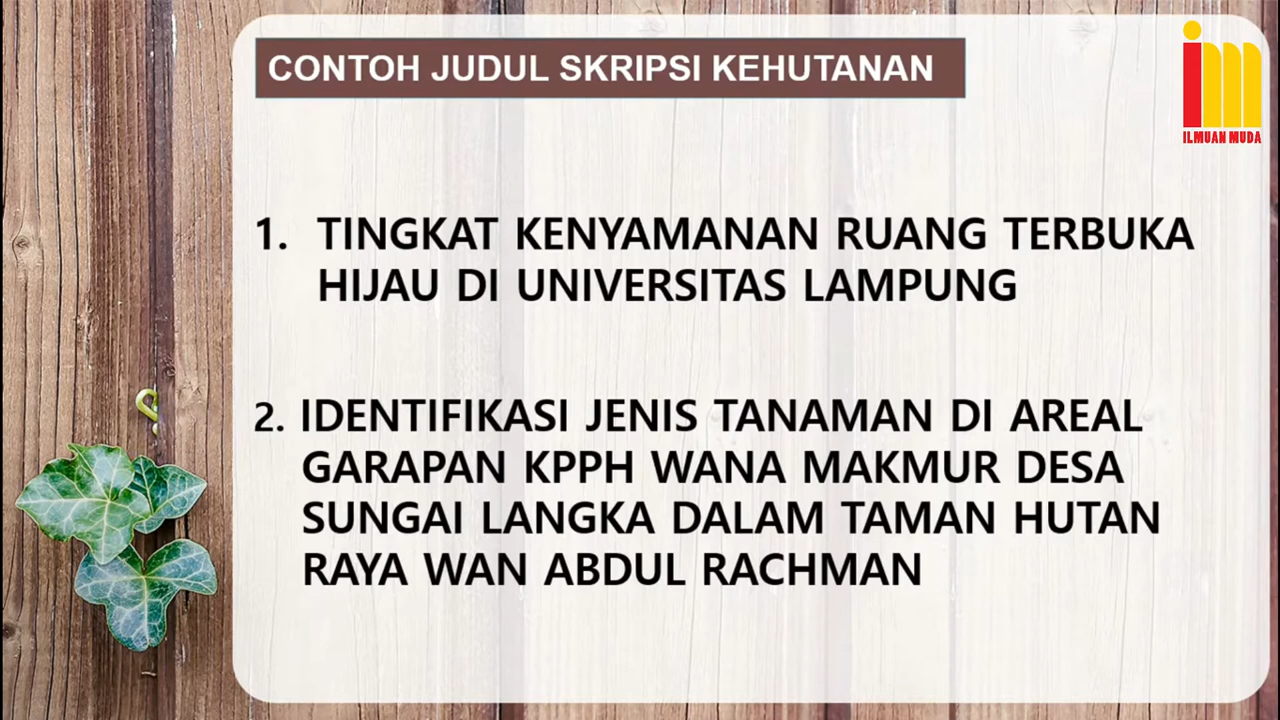 CONTOH JUDUL SKRIPSI KEHUTANAN
ILMUAN MUDA
1. TINGKAT KENYAMANAN RUANG TERBUKA
HIJAU DI UNIVERSITAS LAMPUNG
2. IDENTIFIKASI JENIS TANAMAN DI AREAL
GARAPAN KPPH WANA MAKMUR DESA
SUNGAI LANGKA DALAM TAMAN HUTAN
RAYA WAN ABDUL RACHMAN